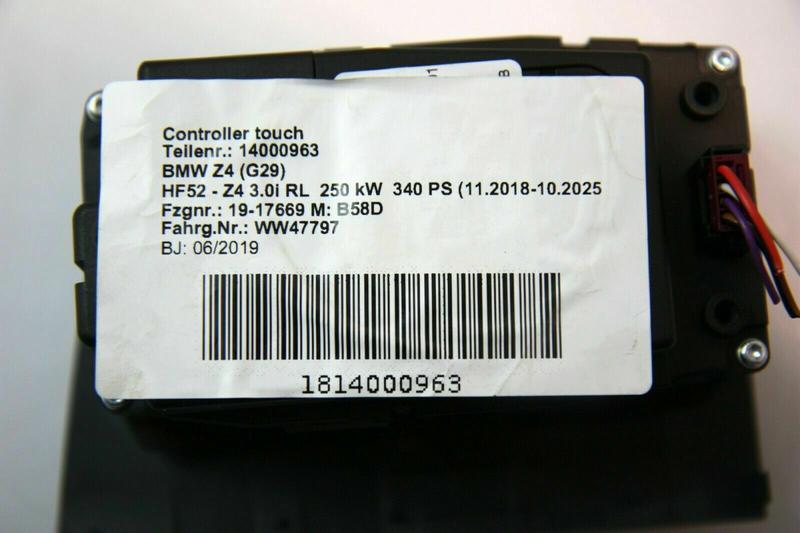 01
B
Controller touch
Teilenr.: 14000963
BMW Z4 (G29)
HF52 - Z4 3.0i RL 250 kW 340 PS (11.2018-10.2025
Fzgnr.: 19-17669 M: B58D
Fahrg.Nr.: WW47797
BJ: 06/2019
1814000963